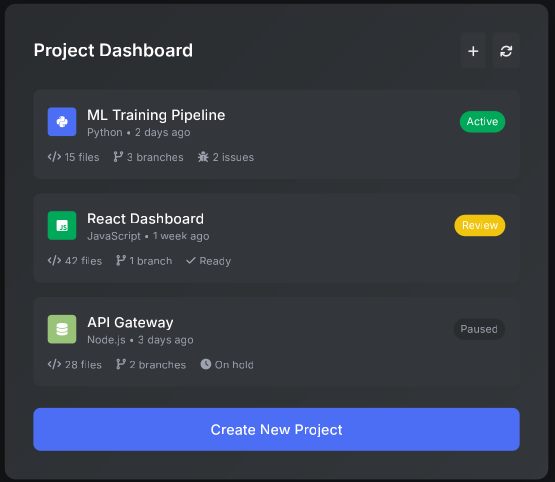 Project Dashboard
ML Training Pipeline
Active
Python • 2 days ago
15 files 3 branches 2 issues
JS
React Dashboard
Review
JavaScript • 1 week ago
42 files 1 branch Ready
API Gateway
Paused
Node.js • 3 days ago
28 files 2 branches On hold
Create New Project